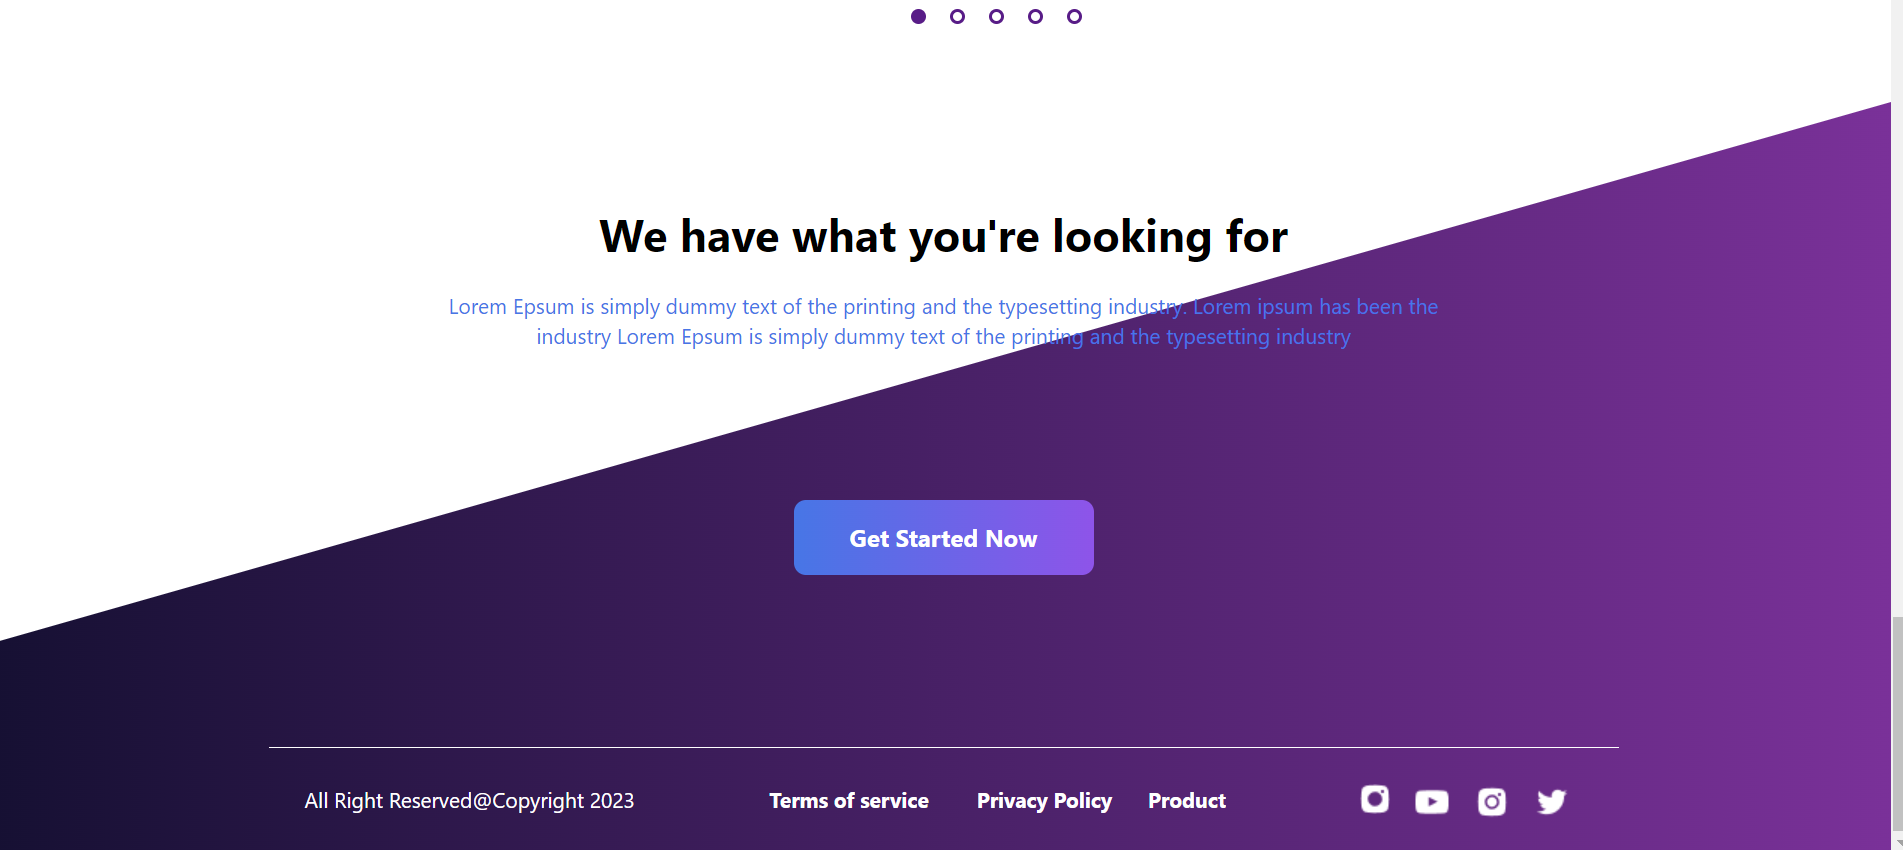 We have what you're looking for
Lorem Epsum is simply dummy text of the printing and the typesetting industry. Lorem ipsum has been the
industry Lorem Epsum is simply dummy text of the printing and the typesetting industry
Get Started Now
All Right Reserved@Copyright 2023
Terms of service
Privacy Policy
Product